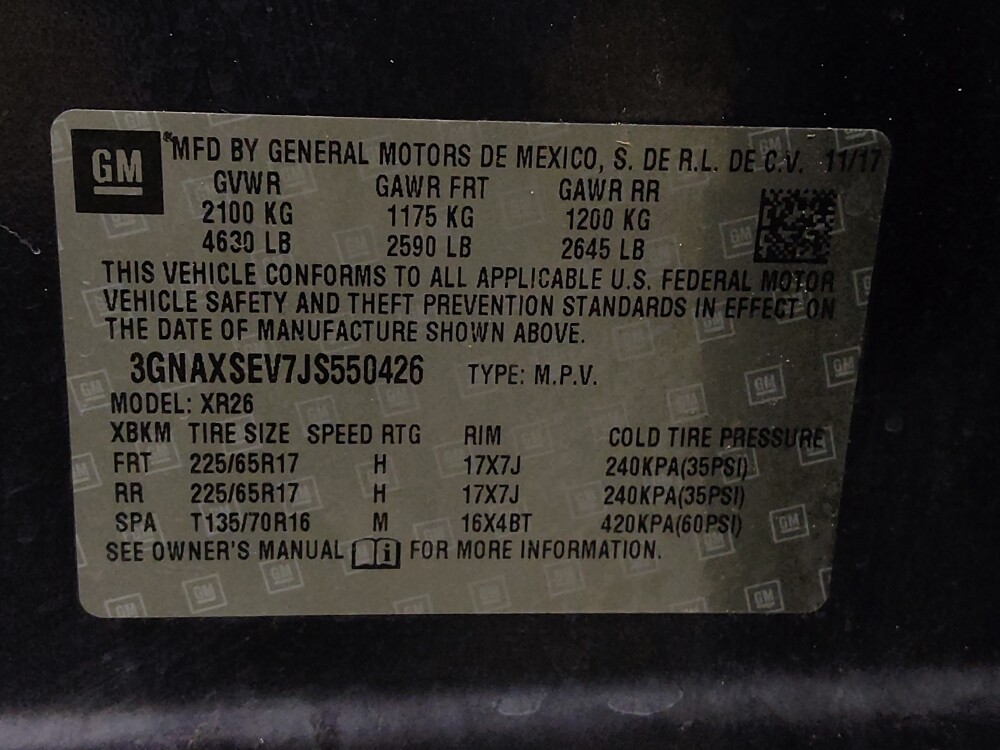 GM
®MFD BY GENERAL MOTORS DE MEXICO, S. DE R.L. DE C.V. 11/17
GVWR GAWR FRT GAWR RR
2100 KG 1175 KG 1200 KG
4630 LB 2590 LB 2645 LB
THIS VEHICLE CONFORMS TO ALL APPLICABLE U.S. FEDERAL MOTOR
VEHICLE SAFETY AND THEFT PREVENTION STANDARDS IN EFFECT ON
THE DATE OF MANUFACTURE SHOWN ABOVE.
3GNAXSEV7JS550426 TYPE: M.P.V.
MODEL: XR26
XBKM TIRE SIZE SPEED RTG RIM COLD TIRE PRESSURE
FRT 225/65R17 H 17X7J 240KPA(35PSI)
RR 225/65R17 H 17X7J 240KPA(35PSI)
SPA T135/70R16 M 16X4BT 420KPA(60PSI)
SEE OWNER'S MANUAL i FOR MORE INFORMATION.